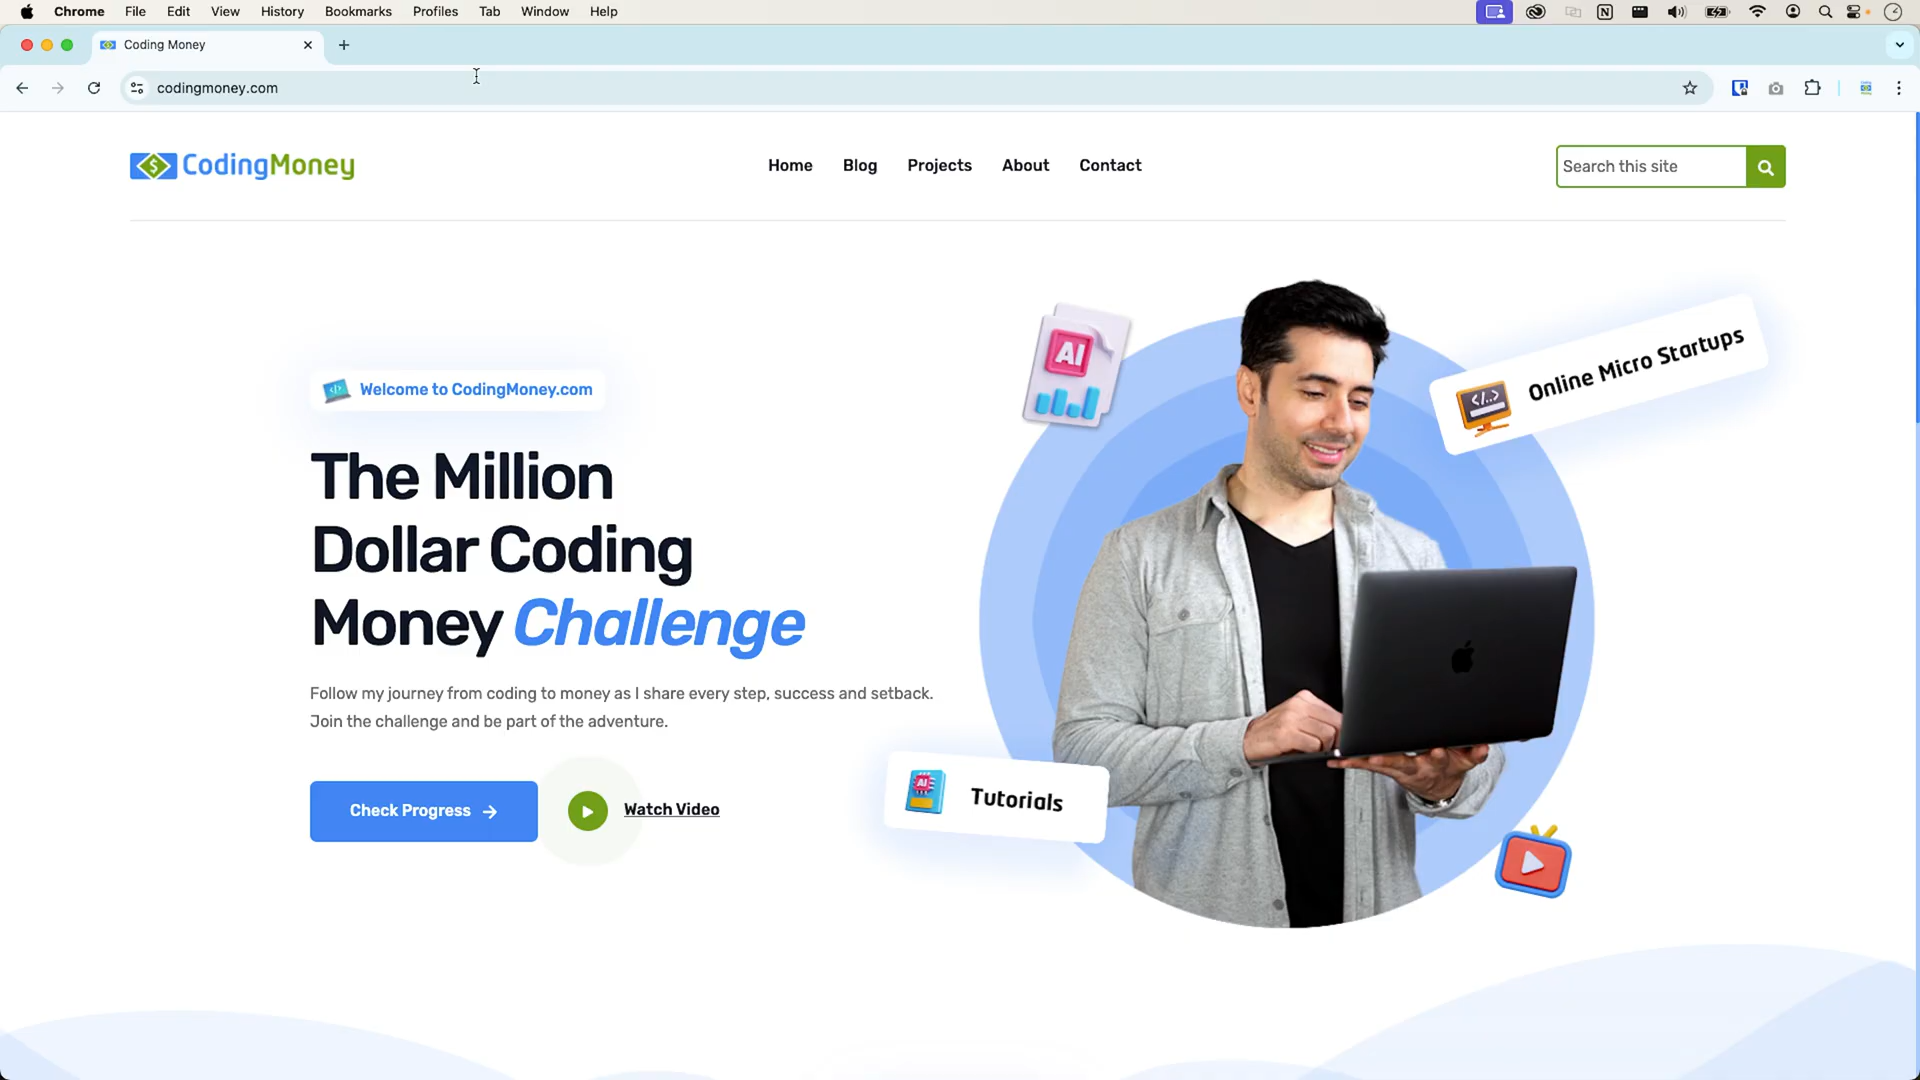 Chrome File Edit View History Bookmarks Profiles Tab Window Help
Coding Money
codingmoney.com
CodingMoney
Home Blog Projects About Contact
Search this site
AI
Online Micro Startups
Welcome to CodingMoney.com
The Million
Dollar Coding
Money Challenge
Follow my journey from coding to money as I share every step, success and setback.
Join the challenge and be part of the adventure.
AI
Tutorials
Check Progress
Watch Video